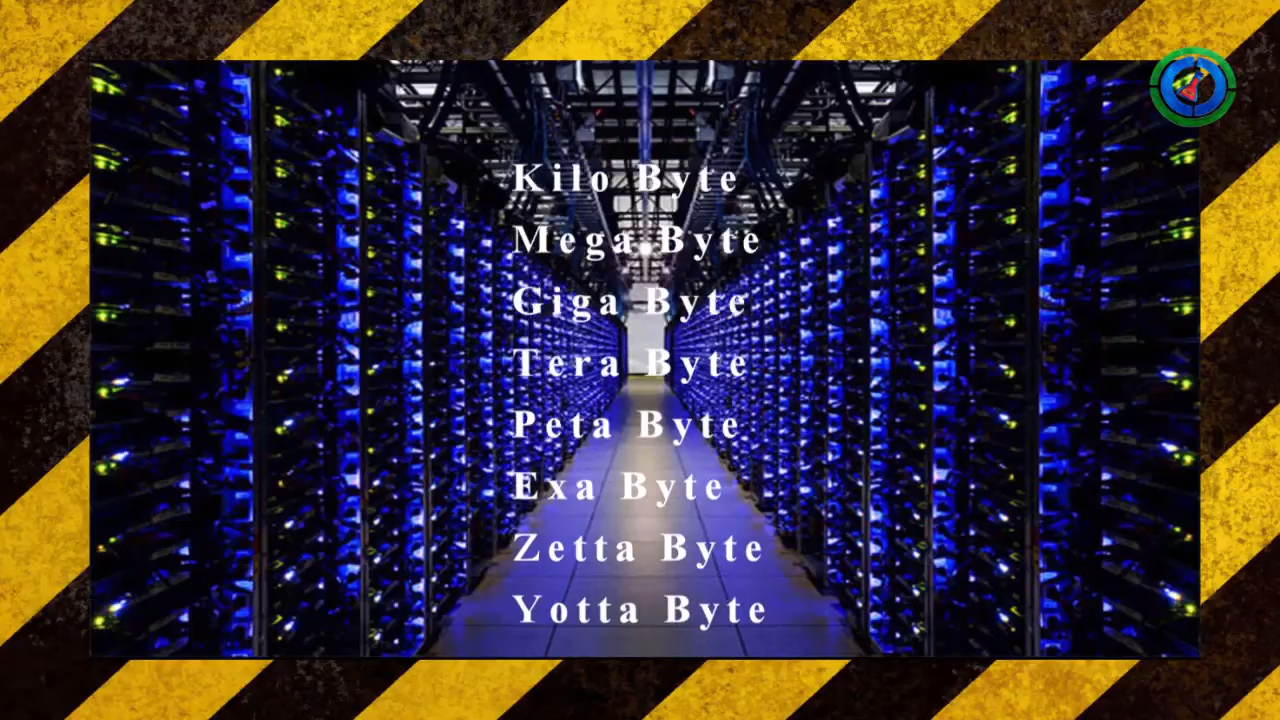 Kilo Byte
Mega Byte
Giga Byte
Tera Byte
Peta Byte
Exa Byte
Zetta Byte
Yotta Byte